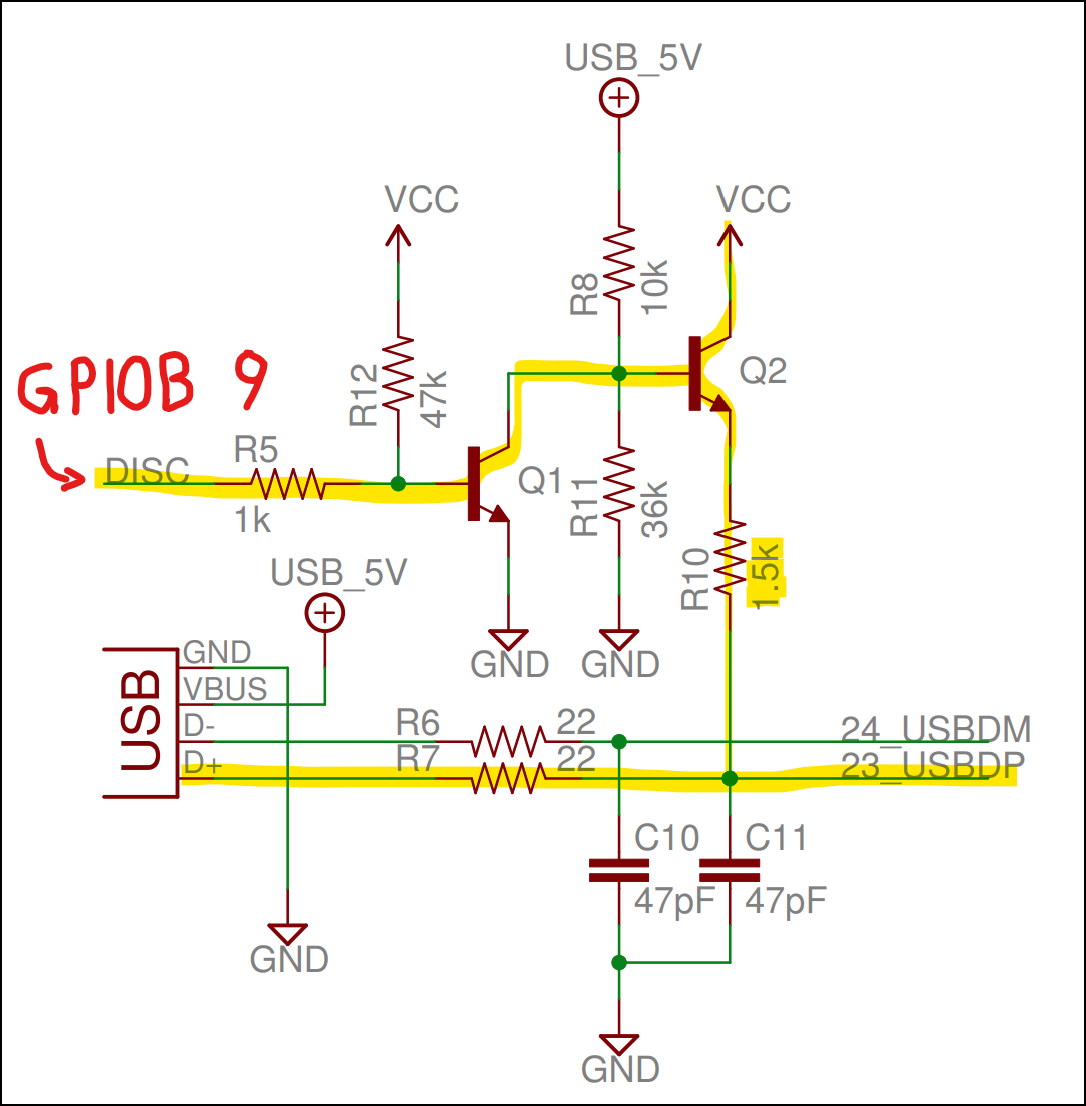 USB_5V
VCC
VCC
R8
10k
GPIOB 9
R12
47k
Q2
DISC
R5
1k
Q1
R11
36k
USB_5V
R10
1.5k
GND
GND
USB
GND
VBUS
D-
D+
R6
22
R7
22
24_USBDM
23_USBDP
C10
47pF
C11
47pF
GND
GND